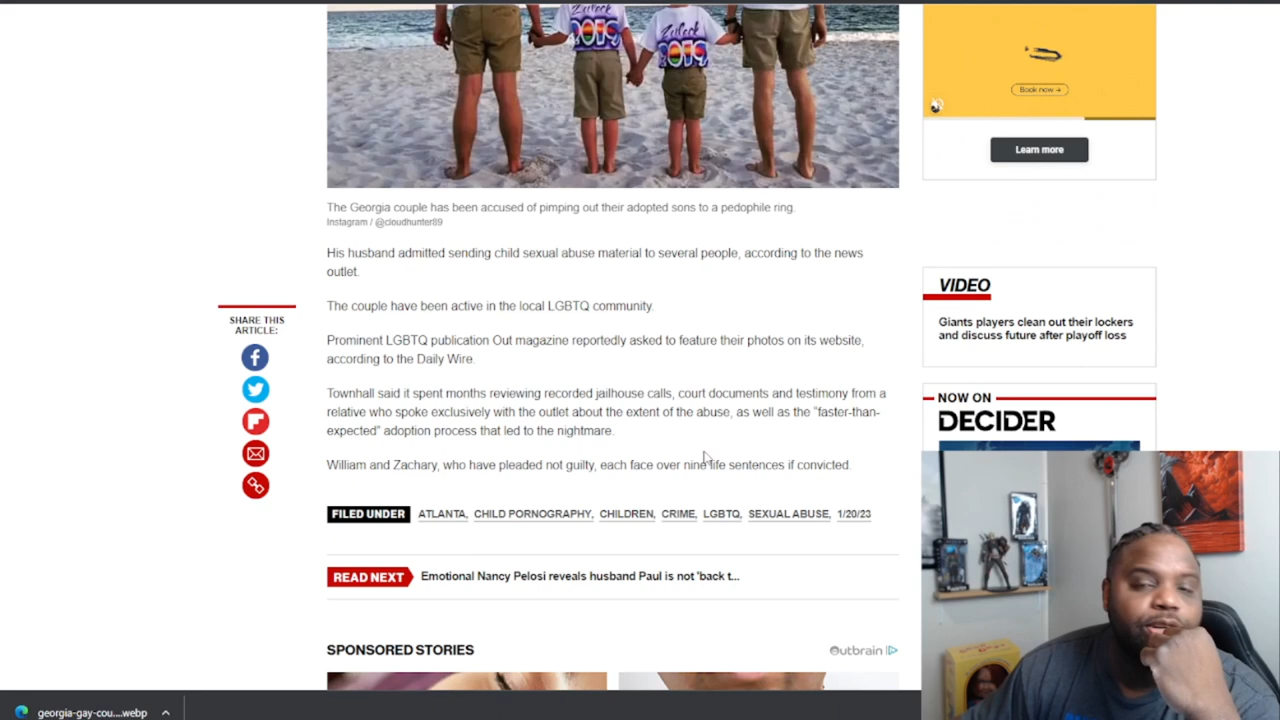 Zulock
2019
Zulock
2019
The Georgia couple has been accused of pimping out their adopted sons to a pedophile ring.
Instagram / @cloudhunter89
His husband admitted sending child sexual abuse material to several people, according to the news
outlet.
The couple have been active in the local LGBTQ community.
Prominent LGBTQ publication Out magazine reportedly asked to feature their photos on its website,
according to the Daily Wire.
Townhall said it spent months reviewing recorded jailhouse calls, court documents and testimony from a
relative who spoke exclusively with the outlet about the extent of the abuse, as well as the "faster-than-
expected" adoption process that led to the nightmare.
William and Zachary, who have pleaded not guilty, each face over nine life sentences if convicted.
FILED UNDER ATLANTA, CHILD PORNOGRAPHY, CHILDREN, CRIME, LGBTQ, SEXUAL ABUSE, 1/20/23
READ NEXT Emotional Nancy Pelosi reveals husband Paul is not 'back t...
SPONSORED STORIES
Outbrain
SHARE THIS
ARTICLE:
Book now →
Learn more
VIDEO
Giants players clean out their lockers
and discuss future after playoff loss
NOW ON
DECIDER
georgia-gay-cou....webp